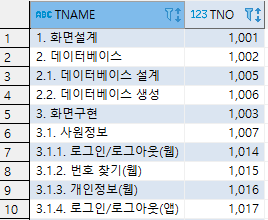 ABC TNAME 123 TNO
1 1. 화면설계 1,001
2 2. 데이터베이스 1,002
3 2.1. 데이터베이스 설계 1,005
4 2.2. 데이터베이스 생성 1,006
5 3. 화면구현 1,003
6 3.1. 사원정보 1,007
7 3.1.1. 로그인/로그아웃(웹) 1,014
8 3.1.2. 번호 찾기(웹) 1,015
9 3.1.3. 개인정보(웹) 1,016
10 3.1.4. 로그인/로그아웃(앱) 1,017